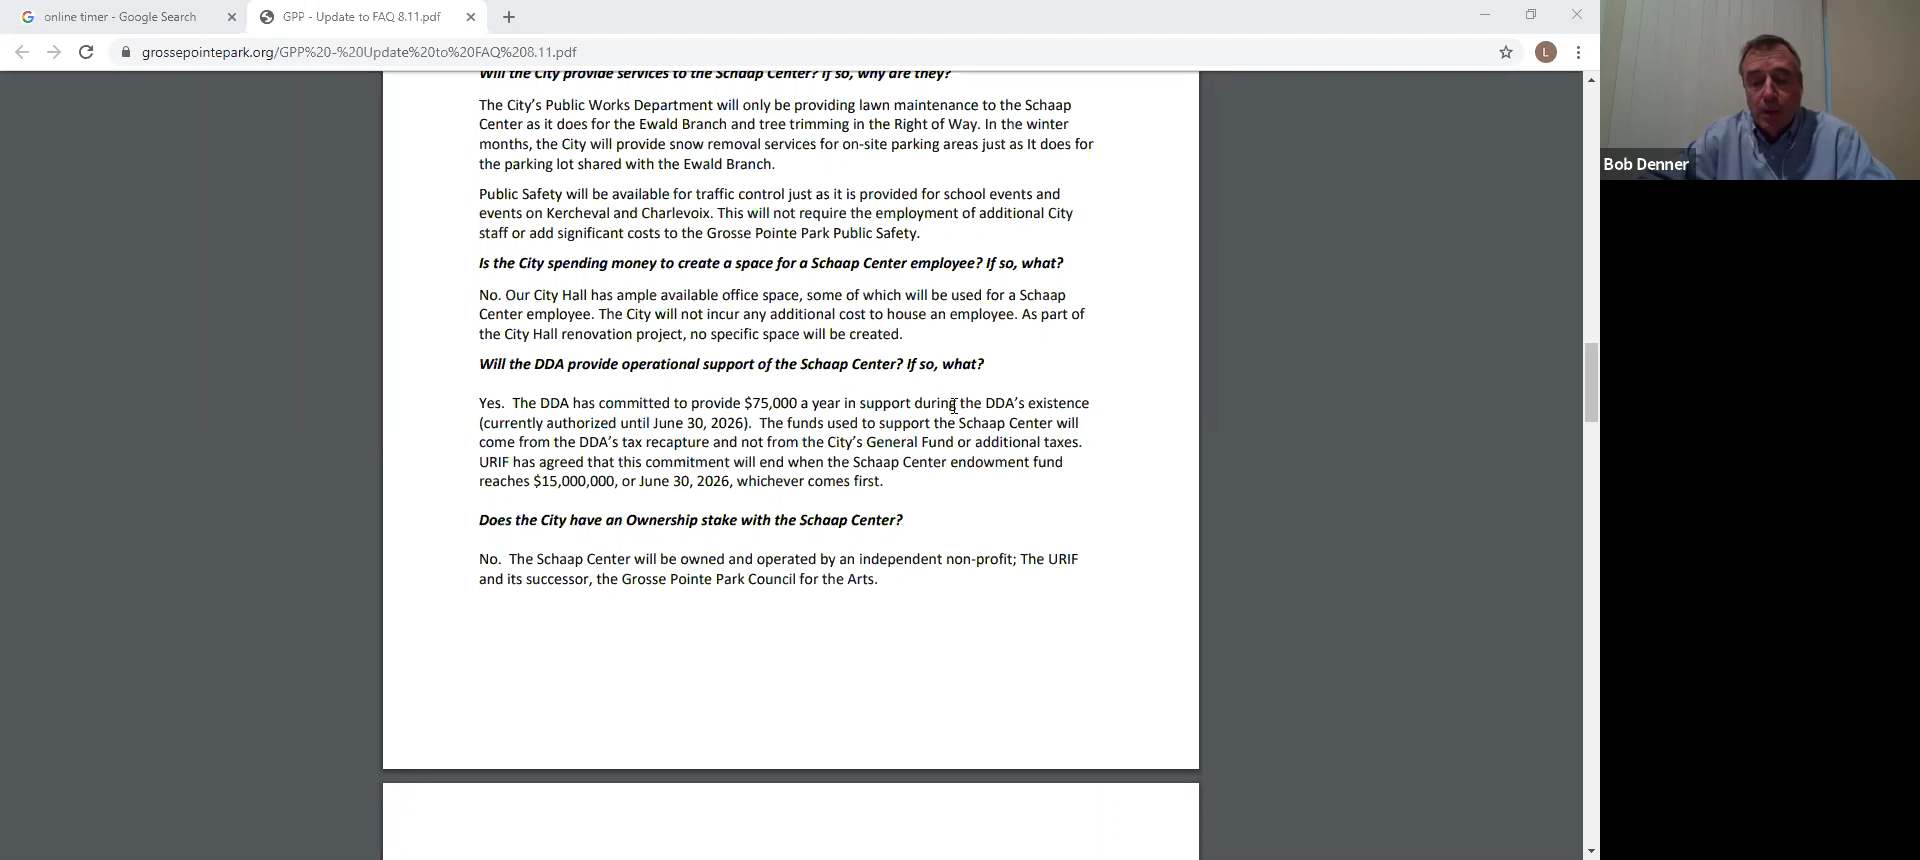 online timer - Google Search
GPP - Update to FAQ 8.11.pdf
grossepointepark.org/GPP%20-%20Update%20to%20FAQ%208.11.pdf
L
Bob Denner
Will the City provide services to the Schaap Center? If so, why are they?
The City's Public Works Department will only be providing lawn maintenance to the Schaap
Center as it does for the Ewald Branch and tree trimming in the Right of Way. In the winter
months, the City will provide snow removal services for on-site parking areas just as It does for
the parking lot shared with the Ewald Branch.
Public Safety will be available for traffic control just as it is provided for school events and
events on Kercheval and Charlevoix. This will not require the employment of additional City
staff or add significant costs to the Grosse Pointe Park Public Safety.
Is the City spending money to create a space for a Schaap Center employee? If so, what?
No. Our City Hall has ample available office space, some of which will be used for a Schaap
Center employee. The City will not incur any additional cost to house an employee. As part of
the City Hall renovation project, no specific space will be created.
Will the DDA provide operational support of the Schaap Center? If so, what?
Yes.  The DDA has committed to provide $75,000 a year in support during the DDA's existence
(currently authorized until June 30, 2026).  The funds used to support the Schaap Center will
come from the DDA's tax recapture and not from the City's General Fund or additional taxes.
URIF has agreed that this commitment will end when the Schaap Center endowment fund
reaches $15,000,000, or June 30, 2026, whichever comes first.
Does the City have an Ownership stake with the Schaap Center?
No.  The Schaap Center will be owned and operated by an independent non-profit; The URIF
and its successor, the Grosse Pointe Park Council for the Arts.